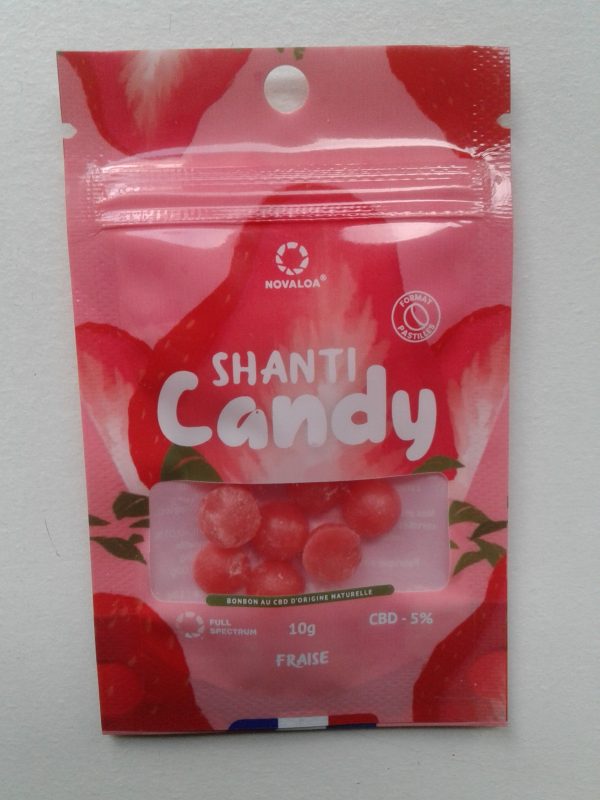 NOVALOA®
FORMAT
PASTILLES
SHANTI
Candy
BONBON AU CBD D'ORIGINE NATURELLE
FULL
SPECTRUM
10g
CBD - 5%
FRAISE